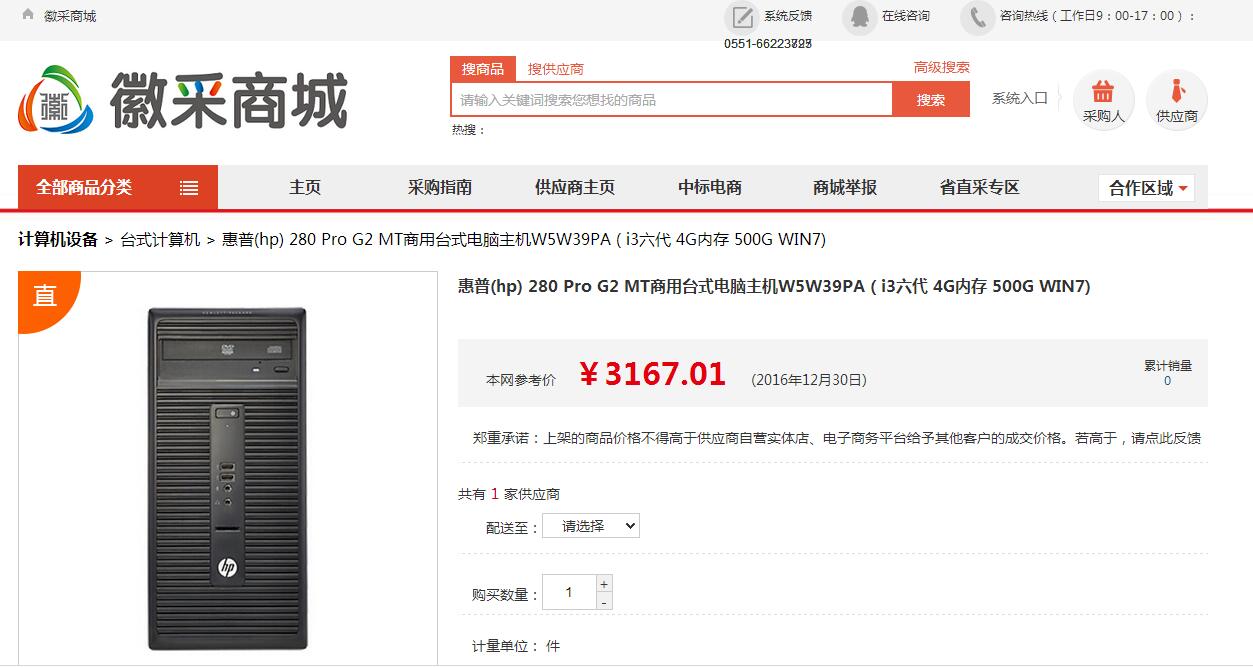 徽采商城
系统反馈
在线咨询
咨询热线（工作日9：00-17：00）：
徽
徽采商城
搜商品
搜供应商
高级搜索
请输入关键词搜索您想找的商品
搜索
热搜：
系统入口
采购人
供应商
全部商品分类
主页
采购指南
供应商主页
中标电商
商城举报
省直采专区
合作区域
计算机设备 > 台式计算机 > 惠普(hp) 280 Pro G2 MT商用台式电脑主机W5W39PA ( i3六代 4G内存 500G WIN7)
直
hp
惠普(hp) 280 Pro G2 MT商用台式电脑主机W5W39PA ( i3六代 4G内存 500G WIN7)
本网参考价
￥3167.01
(2016年12月30日)
累计销量
0
郑重承诺：上架的商品价格不得高于供应商自营实体店、电子商务平台给予其他客户的成交价格。若高于，请点此反馈
共有 1 家供应商
配送至：
请选择
购买数量：
1
+
-
计量单位： 件